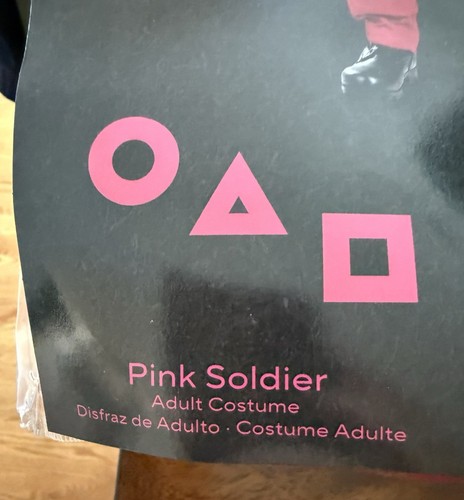 Pink Soldier
Adult Costume
Disfraz de Adulto · Costume Adulte